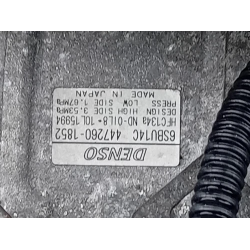 DENSO
6SBU14C 447260-1852
HFC134a ND-OIL8 10L15994
DESIGN HIGH SIDE 3.53MPa
PRESS LOW SIDE 1.67MPa
MADE IN JAPAN